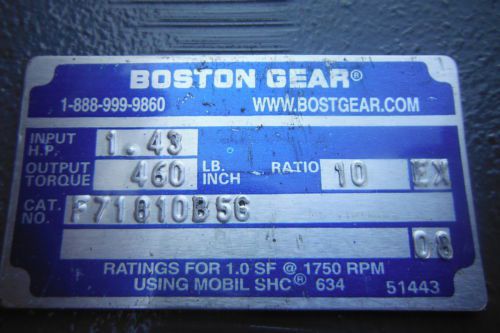 BOSTON GEAR®
1-888-999-9860 WWW.BOSTGEAR.COM
INPUT H.P. 1.43
OUTPUT TORQUE 460 LB. INCH RATIO 10 EX
CAT. NO. F71810B5G
08
RATINGS FOR 1.0 SF @ 1750 RPM
USING MOBIL SHC® 634 51443